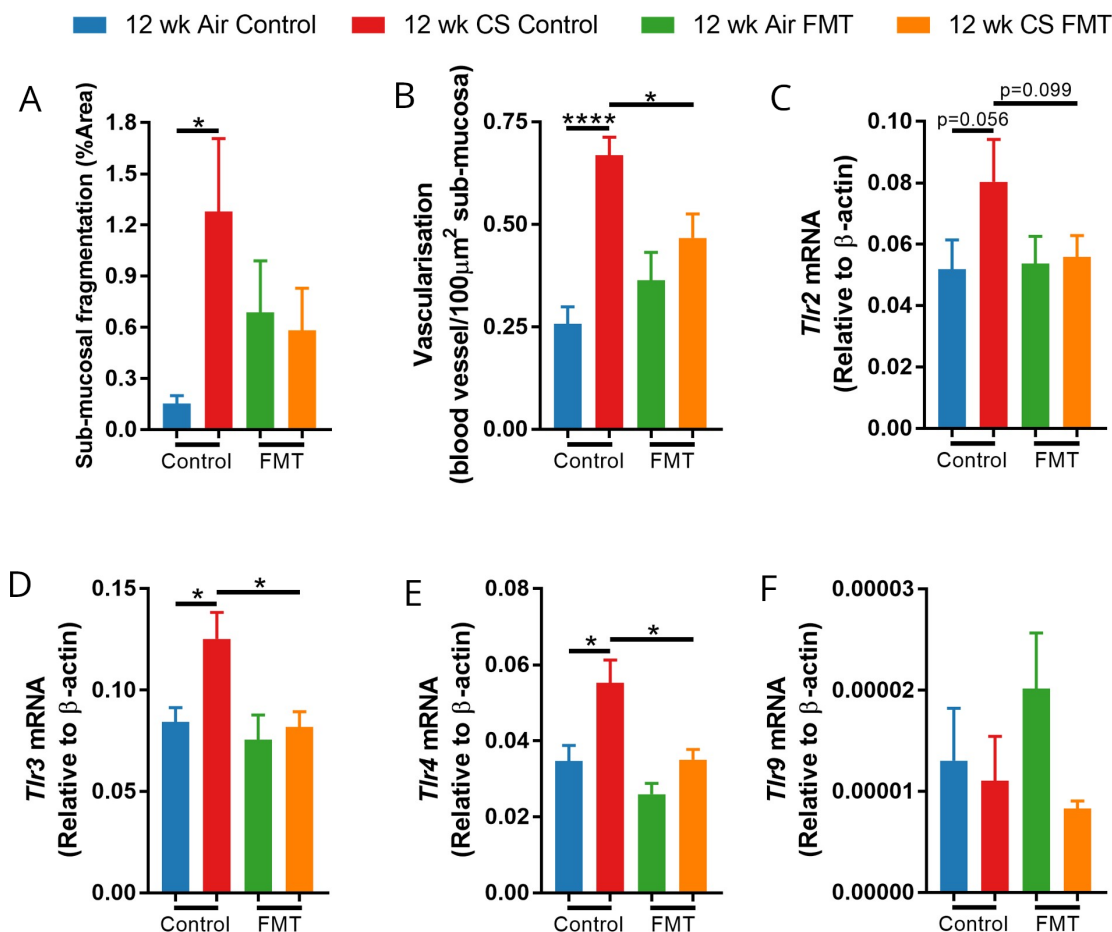 12 wk Air Control 12 wk CS Control 12 wk Air FMT 12 wk CS FMT
A
Sub-mucosal fragmentation (%Area)
1.8
1.5
1.2
0.9
0.6
0.3
0.0
*
Control FMT
B
Vascularisation
(blood vessel/100μm² sub-mucosa)
0.75
0.50
0.25
0.00
****
*
Control FMT
C
Tlr2 mRNA
(Relative to β-actin)
0.10
0.08
0.06
0.04
0.02
0.00
p=0.099
p=0.056
Control FMT
D
Tlr3 mRNA
(Relative to β-actin)
0.15
0.10
0.05
0.00
*
*
Control FMT
E
Tlr4 mRNA
(Relative to β-actin)
0.08
0.06
0.04
0.02
0.00
*
*
Control FMT
F
Tlr9 mRNA
(Relative to β-actin)
0.00003
0.00002
0.00001
0.00000
Control FMT